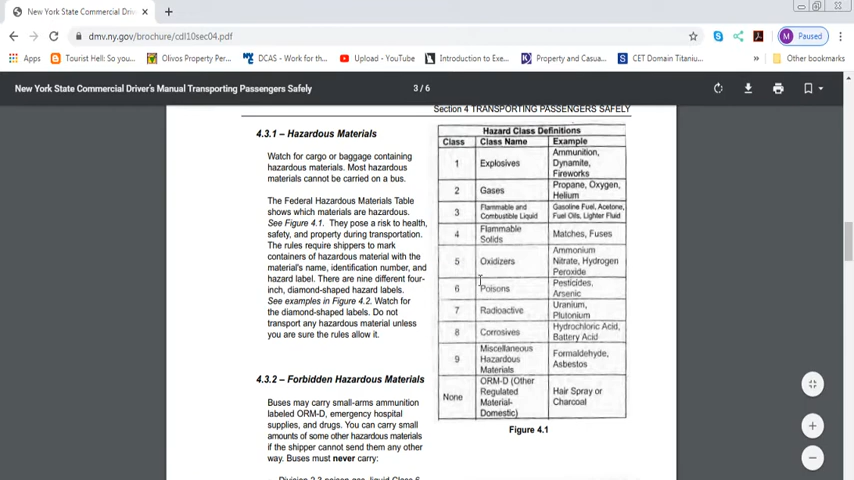 New York State Commercial Driver
dmv.ny.gov/brochure/cdl10sec04.pdf
M Paused
Apps
Tourist Hell: So you...
Olivos Property Per...
DCAS - Work for th...
Upload - YouTube
Introduction to Exe...
Property and Casua...
CET Domain Titaniu...
New York State Commercial Driver's Manual Transporting Passengers Safely
3 / 6
Section 4 TRANSPORTING PASSENGERS SAFELY
4.3.1 – Hazardous Materials
Watch for cargo or baggage containing
hazardous materials. Most hazardous
materials cannot be carried on a bus.
The Federal Hazardous Materials Table
shows which materials are hazardous.
See Figure 4.1. They pose a risk to health,
safety, and property during transportation.
The rules require shippers to mark
containers of hazardous material with the
material's name, identification number, and
hazard label. There are nine different four-
inch, diamond-shaped hazard labels.
See examples in Figure 4.2. Watch for
the diamond-shaped labels. Do not
transport any hazardous material unless
you are sure the rules allow it.
4.3.2 – Forbidden Hazardous Materials
Buses may carry small-arms ammunition
labeled ORM-D, emergency hospital
supplies, and drugs. You can carry small
amounts of some other hazardous materials
if the shipper cannot send them any other
way. Buses must never carry:
Division 2.3 poison gas, liquid Class 6
Hazard Class Definitions
Class Class Name Example
1 Explosives Ammunition,
Dynamite,
Fireworks
2 Gases Propane, Oxygen,
Helium
3 Flammable and Gasoline Fuel, Acetone,
Combustible Liquid Fuel Oils, Lighter Fluid
4 Flammable Matches, Fuses
Solids
5 Oxidizers Ammonium
Nitrate, Hydrogen
Peroxide
6 Poisons Pesticides,
Arsenic
7 Radioactive Uranium,
Plutonium
8 Corrosives Hydrochloric Acid,
Battery Acid
9 Miscellaneous Formaldehyde,
Hazardous Asbestos
Materials
None ORM-D (Other Hair Spray or
Regulated Charcoal
Material-
Domestic)
Figure 4.1